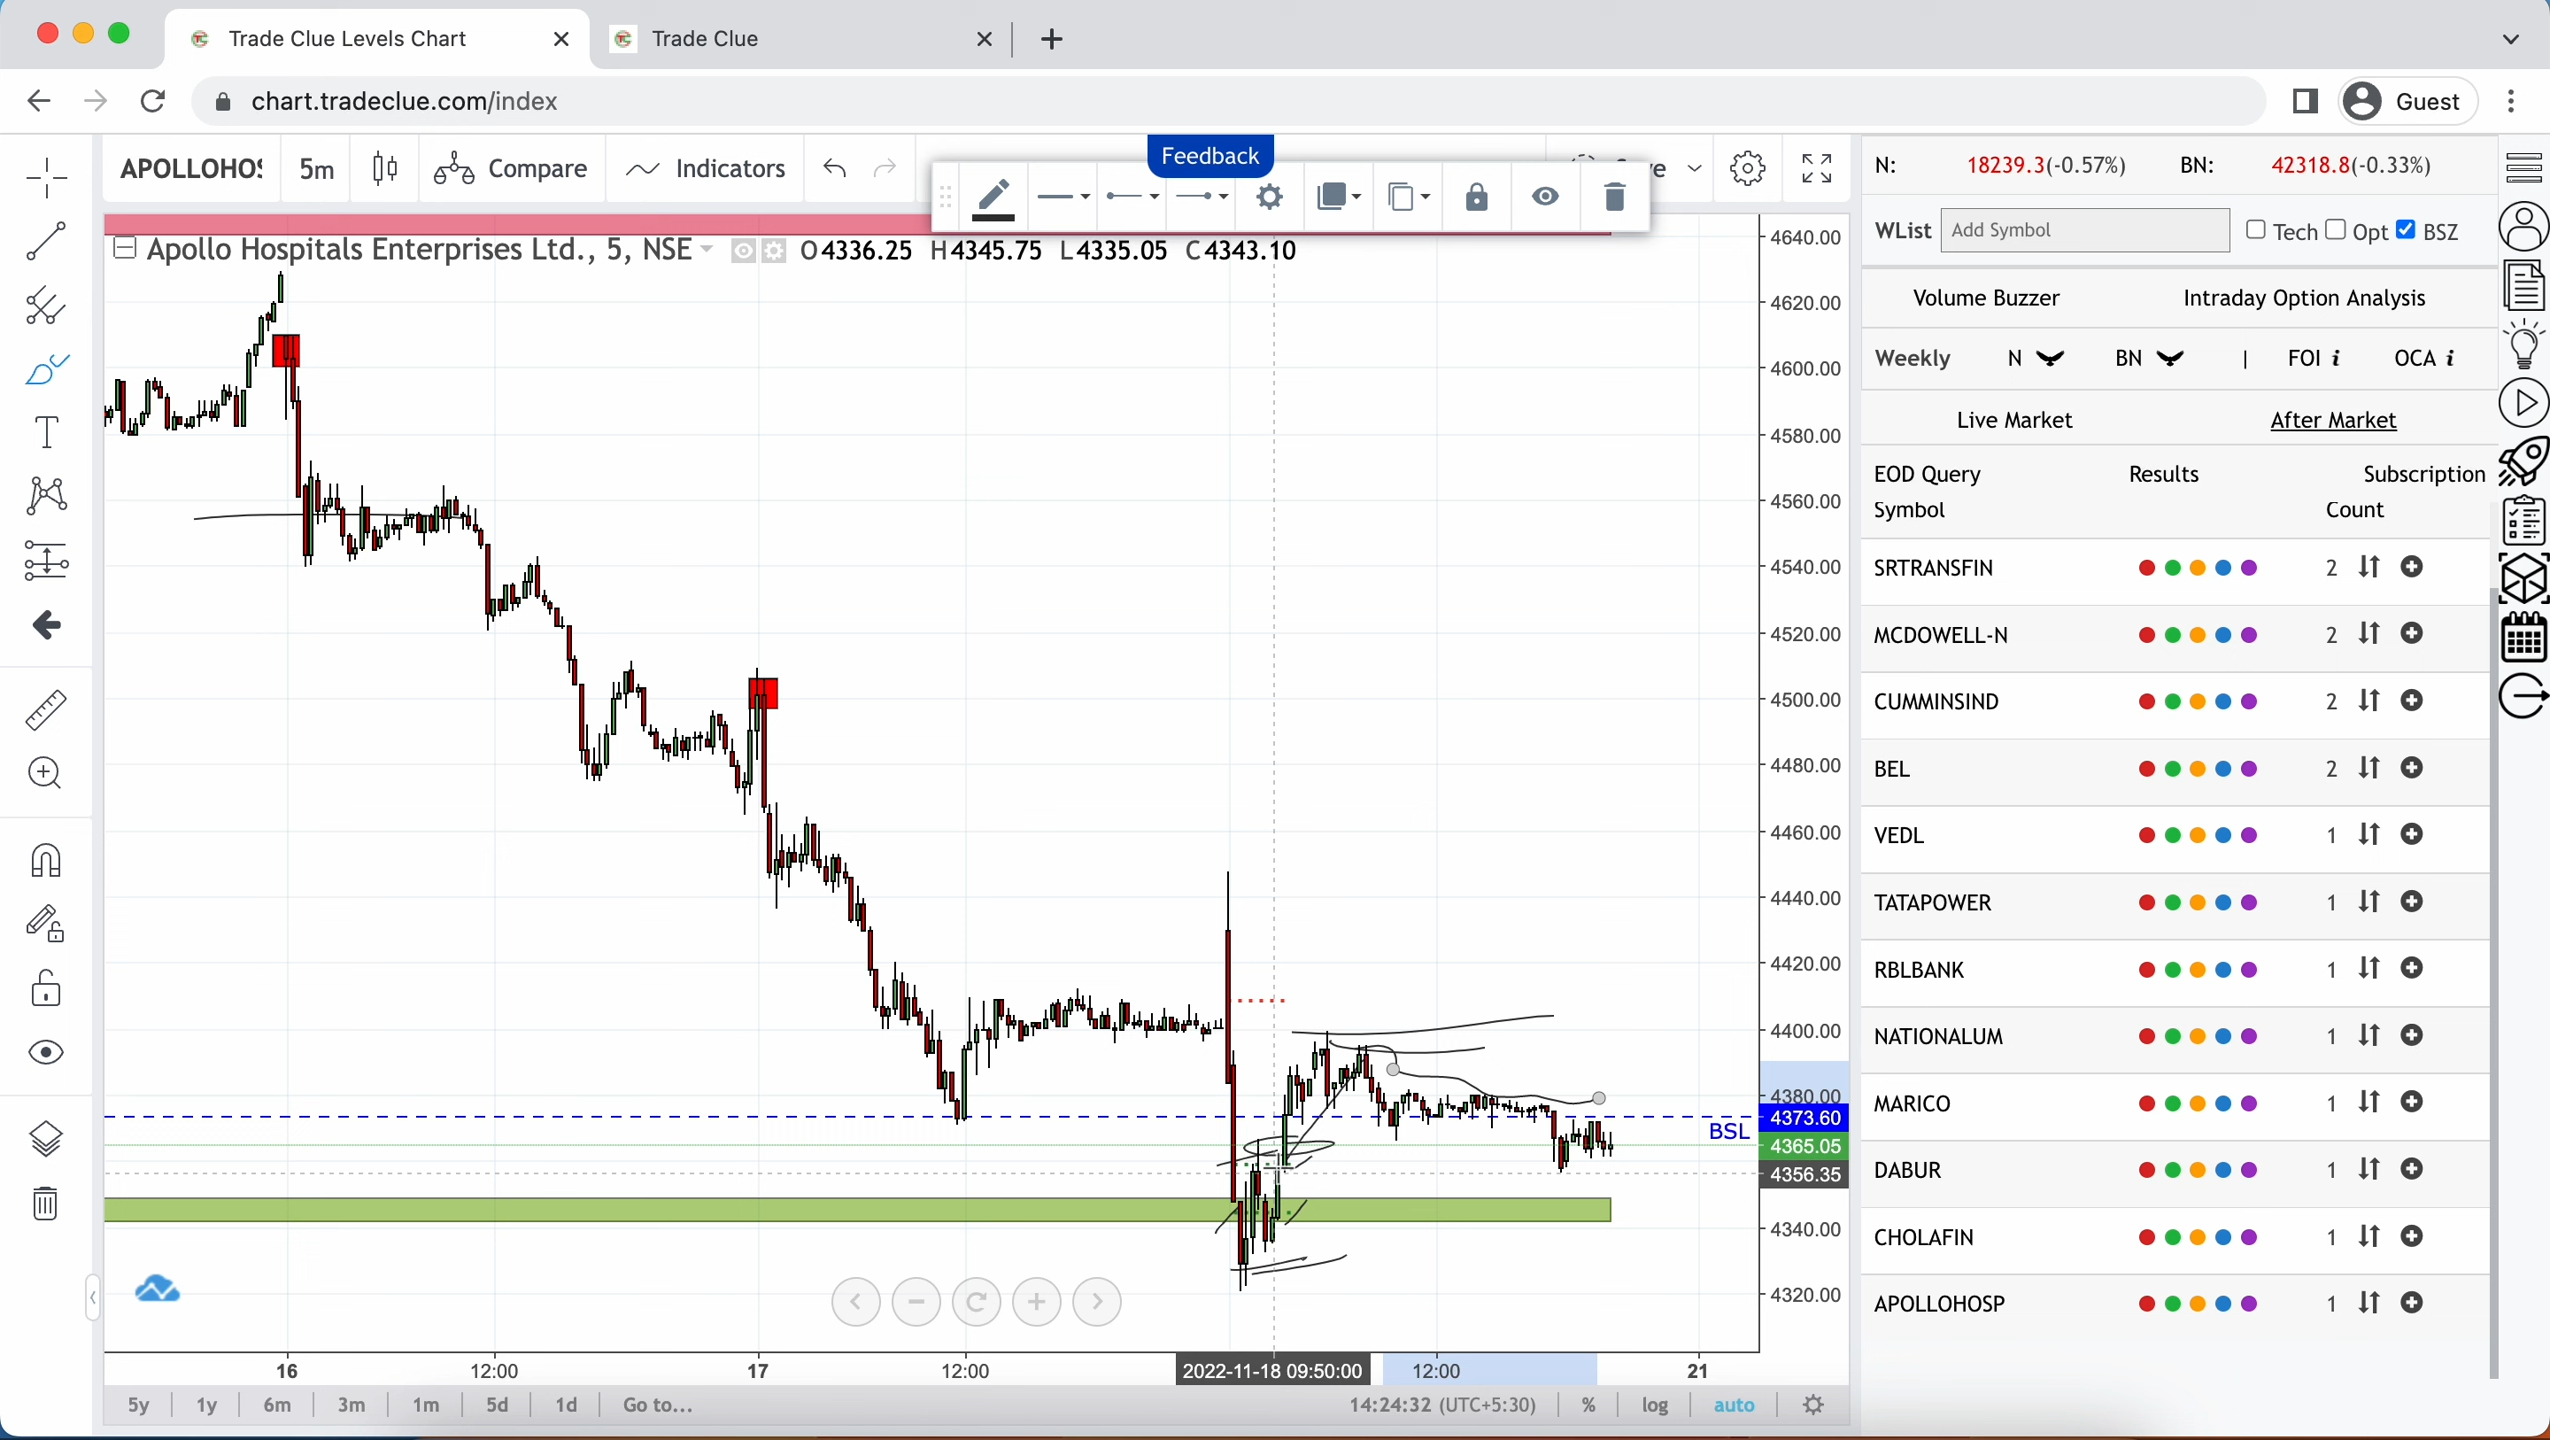 Trade Clue Levels Chart
Trade Clue
chart.tradeclue.com/index
Guest
APOLLOHOS
5m
Compare
Indicators
Feedback
ve
N: 18239.3(-0.57%) BN: 42318.8(-0.33%)
WList Add Symbol Tech Opt BSZ
Volume Buzzer Intraday Option Analysis
Weekly N BN | FOI i OCA i
Live Market After Market
EOD Query Results Subscription
Symbol Count
SRTRANSFIN 2
MCDOWELL-N 2
CUMMINSIND 2
BEL 2
VEDL 1
TATAPOWER 1
RBLBANK 1
NATIONALUM 1
MARICO 1
DABUR 1
CHOLAFIN 1
APOLLOHOSP 1
Apollo Hospitals Enterprises Ltd., 5, NSE O4336.25 H4345.75 L4335.05 C4343.10
4640.00
4620.00
4600.00
4580.00
4560.00
4540.00
4520.00
4500.00
4480.00
4460.00
4440.00
4420.00
4400.00
4380.00
4373.60
BSL
4365.05
4356.35
4340.00
4320.00
16 12:00 17 12:00 2022-11-18 09:50:00 12:00 21
5y 1y 6m 3m 1m 5d 1d Go to... 14:24:32 (UTC+5:30) % log auto